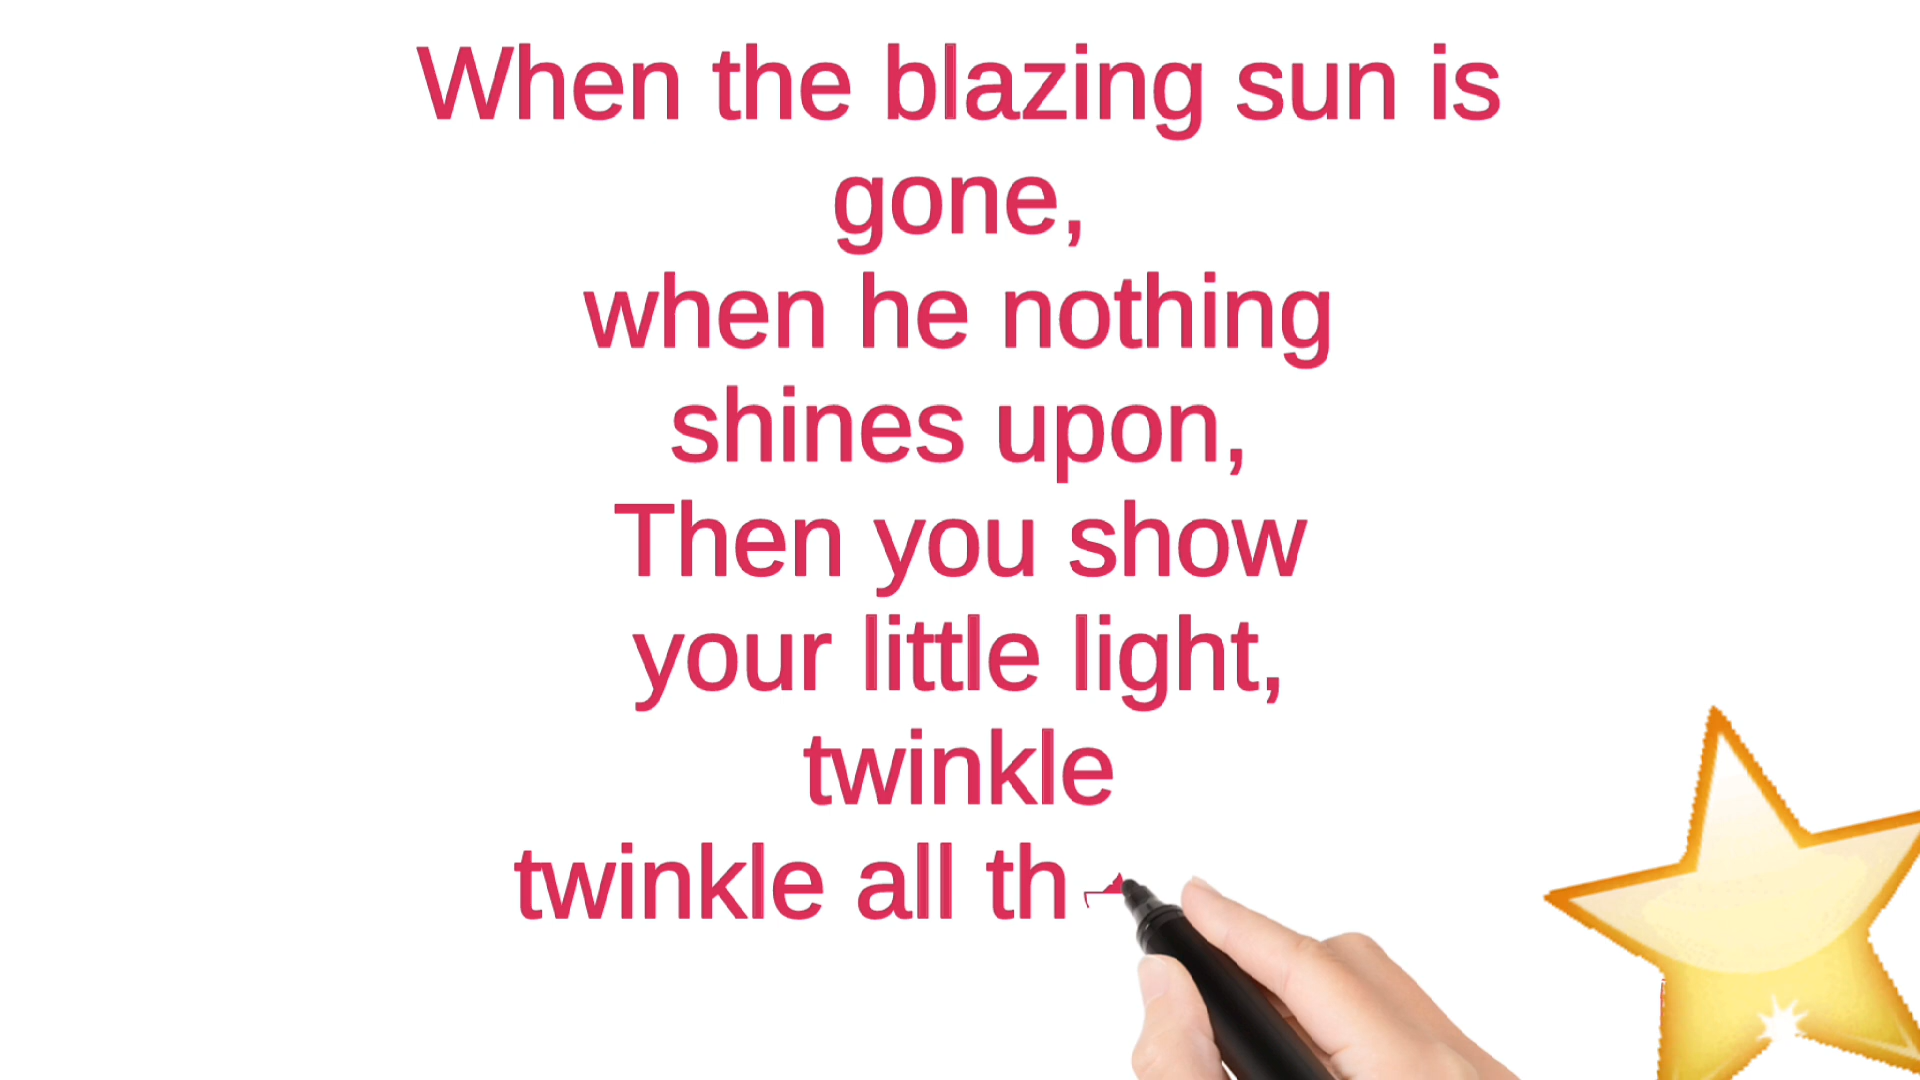 When the blazing sun is
gone,
when he nothing
shines upon,
Then you show
your little light,
twinkle
twinkle all th